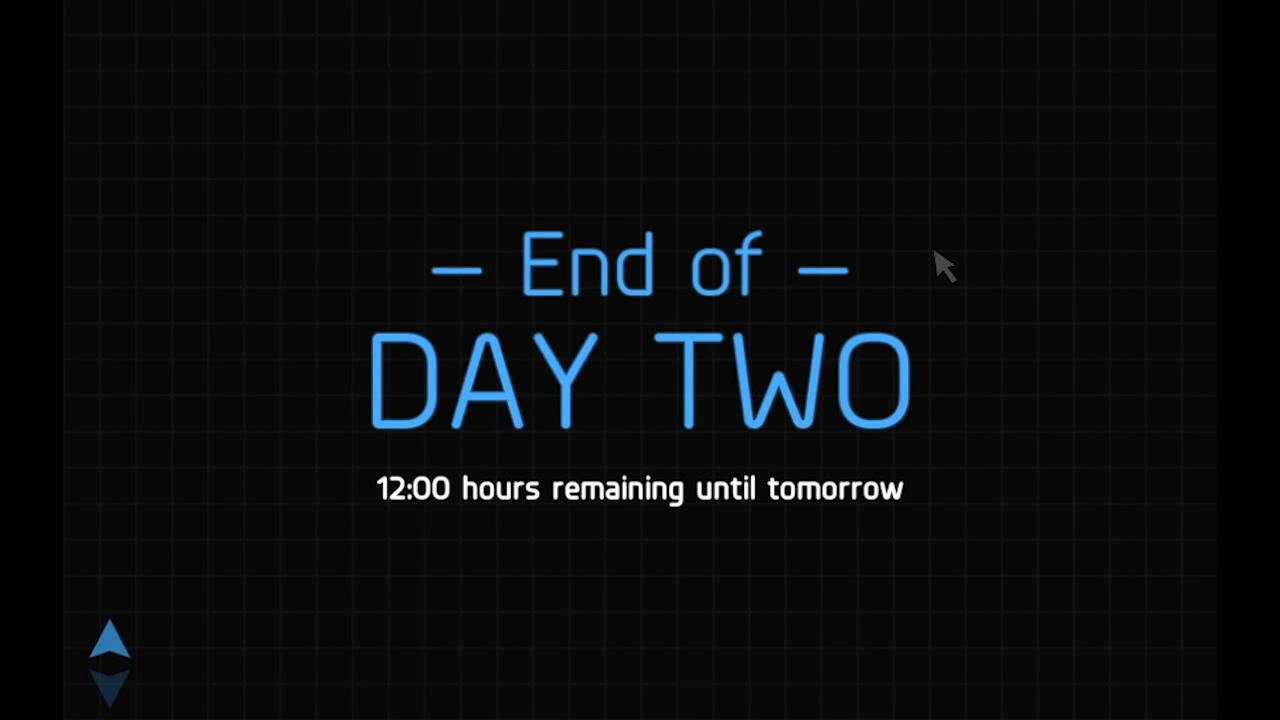 – End of –
DAY TWO
12:00 hours remaining until tomorrow